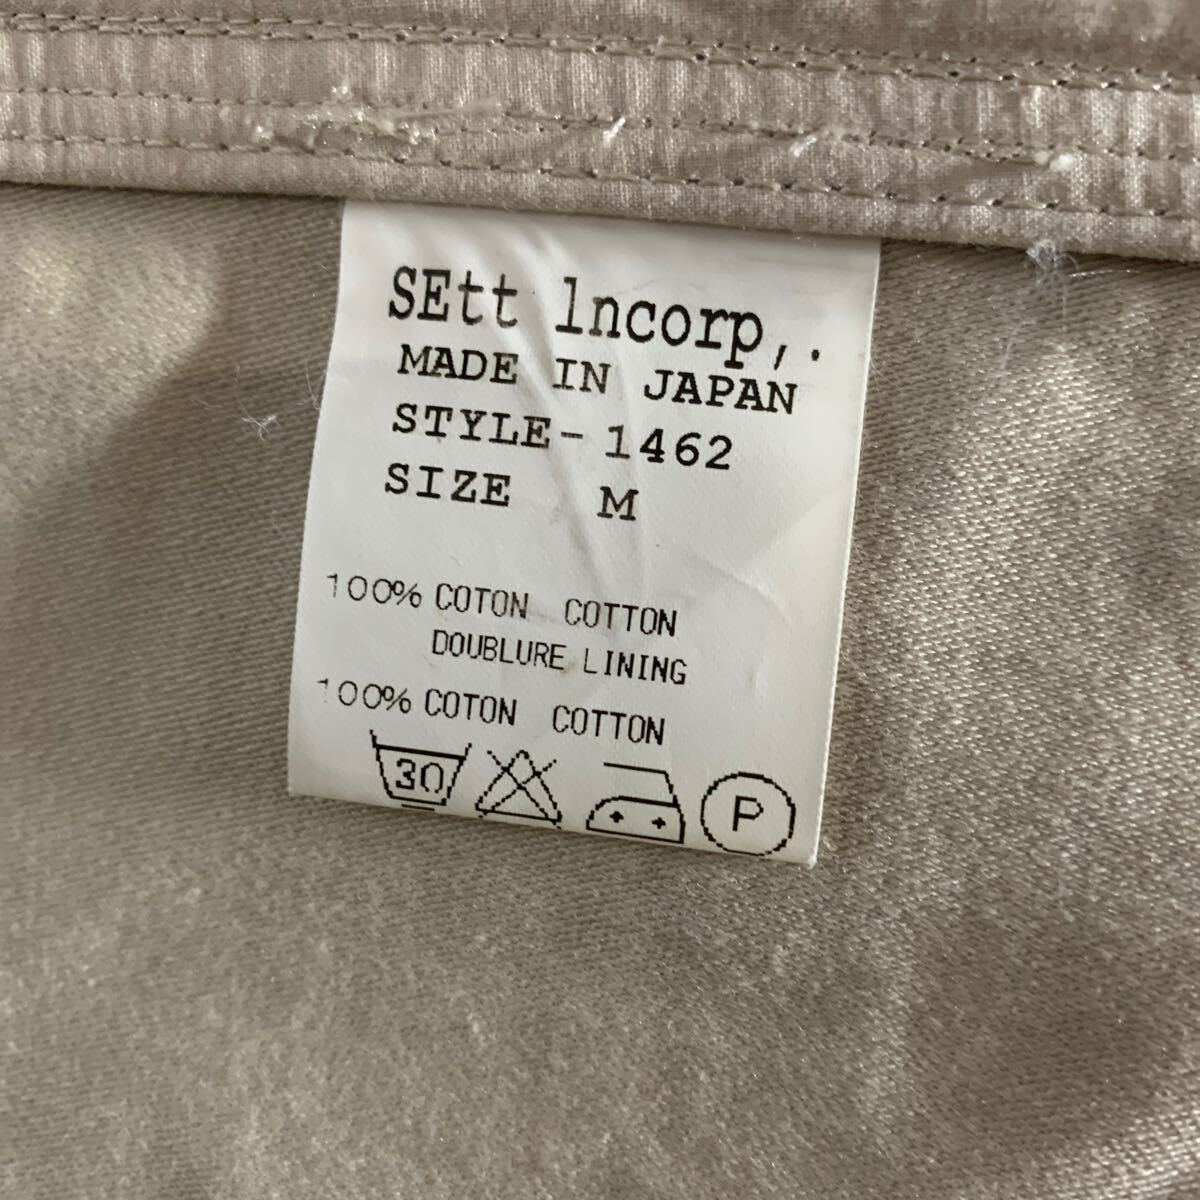 SEtt lncorp,.
MADE IN JAPAN
STYLE-1462
SIZE M
100% COTON COTTON
DOUBLURE LINING
100% COTON COTTON
30 P